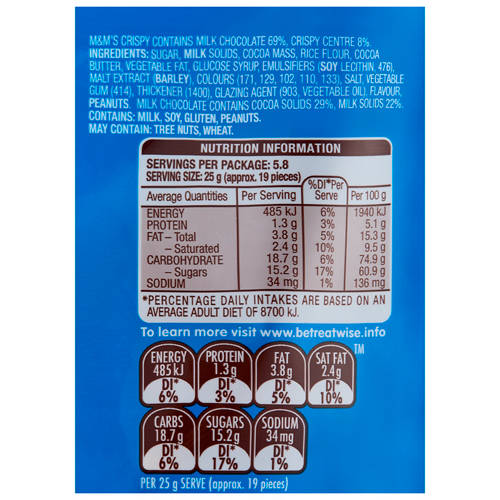 M&M'S CRISPY CONTAINS MILK CHOCOLATE 69%, CRISPY CENTRE 8%.
INGREDIENTS: SUGAR, MILK SOLIDS, COCOA MASS, RICE FLOUR, COCOA
BUTTER, VEGETABLE FAT, GLUCOSE SYRUP, EMULSIFIERS (SOY LECITHIN, 476),
MALT EXTRACT (BARLEY), COLOURS (171, 129, 102, 110, 133), SALT, VEGETABLE
GUM (414), THICKENER (1400), GLAZING AGENT (903, VEGETABLE OIL), FLAVOUR,
PEANUTS. MILK CHOCOLATE CONTAINS COCOA SOLIDS 29%, MILK SOLIDS 22%.
CONTAINS: MILK, SOY, GLUTEN, PEANUTS.
MAY CONTAIN: TREE NUTS, WHEAT.
NUTRITION INFORMATION
SERVINGS PER PACKAGE: 5.8
SERVING SIZE: 25 g (approx. 19 pieces)
Average Quantities Per Serving %DI* Per Serve Per 100 g
ENERGY 485 kJ 6% 1940 kJ
PROTEIN 1.3 g 3% 5.1 g
FAT – Total 3.8 g 5% 15.3 g
– Saturated 2.4 g 10% 9.5 g
CARBOHYDRATE 18.7 g 6% 74.9 g
– Sugars 15.2 g 17% 60.9 g
SODIUM 34 mg 1% 136 mg
*PERCENTAGE DAILY INTAKES ARE BASED ON AN
AVERAGE ADULT DIET OF 8700 kJ.
To learn more visit www.betreatwise.info
ENERGY PROTEIN FAT SAT FAT TM
485 kJ 1.3 g 3.8 g 2.4 g
DI* DI* DI* DI*
6% 3% 5% 10%
CARBS SUGARS SODIUM
18.7 g 15.2 g 34 mg
DI* DI* DI*
6% 17% 1%
PER 25 g SERVE (approx. 19 pieces)